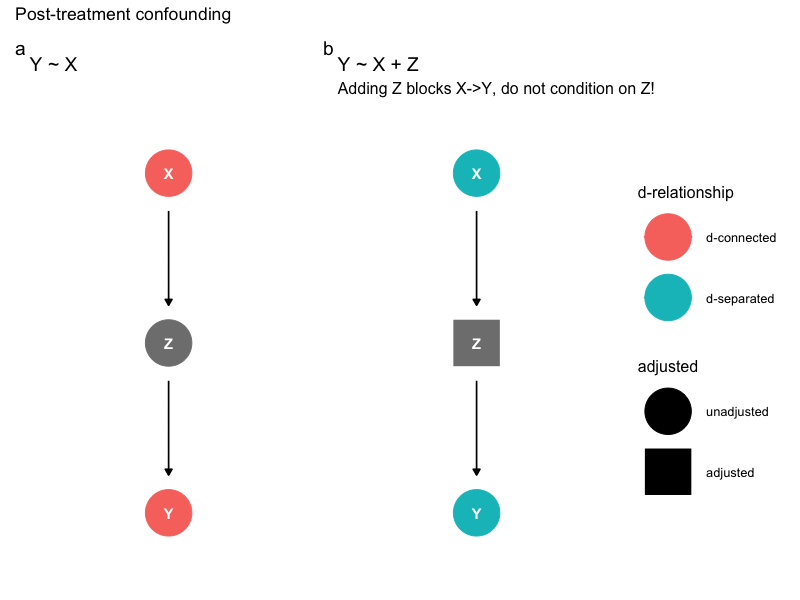 Post-treatment confounding
a
Y ~ X
b
Y ~ X + Z
Adding Z blocks X->Y, do not condition on Z!
X
Z
Y
X
Z
Y
d-relationship
d-connected
d-separated
adjusted
unadjusted
adjusted